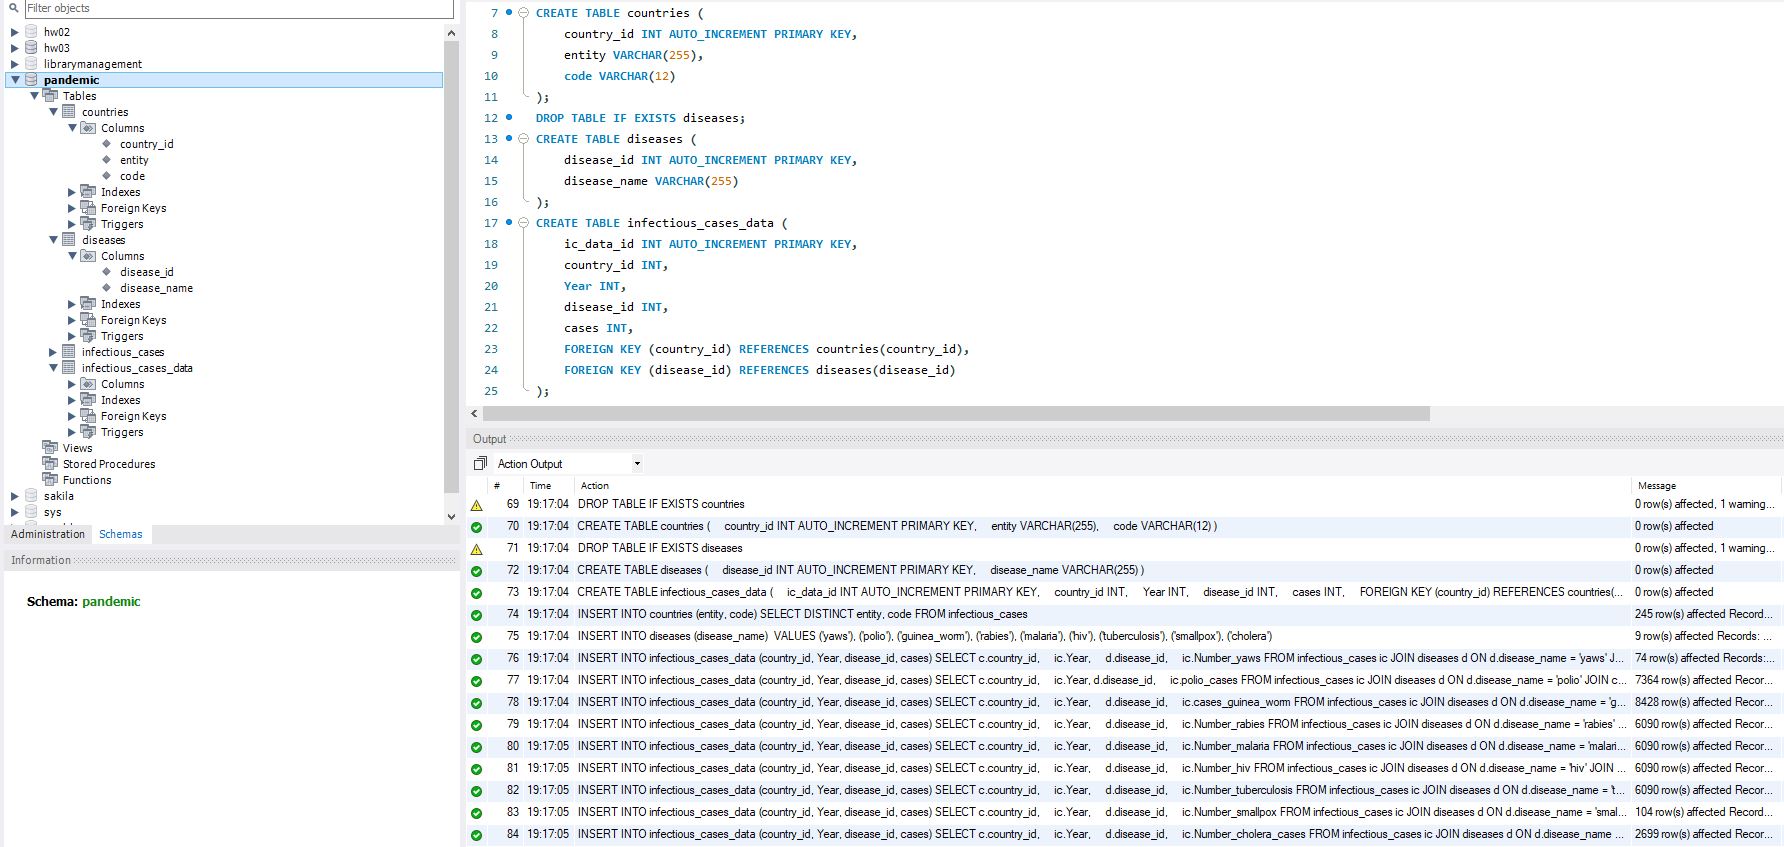 Filter objects
hw02
hw03
librarymanagement
pandemic
Tables
countries
Columns
country_id
entity
code
Indexes
Foreign Keys
Triggers
diseases
Columns
disease_id
disease_name
Indexes
Foreign Keys
Triggers
infectious_cases
infectious_cases_data
Columns
Indexes
Foreign Keys
Triggers
Views
Stored Procedures
Functions
sakila
sys
Administration Schemas
Information
Schema: pandemic
7 CREATE TABLE countries (
8 country_id INT AUTO_INCREMENT PRIMARY KEY,
9 entity VARCHAR(255),
10 code VARCHAR(12)
11 );
12 DROP TABLE IF EXISTS diseases;
13 CREATE TABLE diseases (
14 disease_id INT AUTO_INCREMENT PRIMARY KEY,
15 disease_name VARCHAR(255)
16 );
17 CREATE TABLE infectious_cases_data (
18 ic_data_id INT AUTO_INCREMENT PRIMARY KEY,
19 country_id INT,
20 Year INT,
21 disease_id INT,
22 cases INT,
23 FOREIGN KEY (country_id) REFERENCES countries(country_id),
24 FOREIGN KEY (disease_id) REFERENCES diseases(disease_id)
25 );
Output
Action Output
# Time Action Message
69 19:17:04 DROP TABLE IF EXISTS countries 0 row(s) affected, 1 warning...
70 19:17:04 CREATE TABLE countries ( country_id INT AUTO_INCREMENT PRIMARY KEY, entity VARCHAR(255), code VARCHAR(12) ) 0 row(s) affected
71 19:17:04 DROP TABLE IF EXISTS diseases 0 row(s) affected, 1 warning...
72 19:17:04 CREATE TABLE diseases ( disease_id INT AUTO_INCREMENT PRIMARY KEY, disease_name VARCHAR(255) ) 0 row(s) affected
73 19:17:04 CREATE TABLE infectious_cases_data ( ic_data_id INT AUTO_INCREMENT PRIMARY KEY, country_id INT, Year INT, disease_id INT, cases INT, FOREIGN KEY (country_id) REFERENCES countries(... 0 row(s) affected
74 19:17:04 INSERT INTO countries (entity, code) SELECT DISTINCT entity, code FROM infectious_cases 245 row(s) affected Record...
75 19:17:04 INSERT INTO diseases (disease_name) VALUES ('yaws'), ('polio'), ('guinea_worm'), ('rabies'), ('malaria'), ('hiv'), ('tuberculosis'), ('smallpox'), ('cholera') 9 row(s) affected Records: ...
76 19:17:04 INSERT INTO infectious_cases_data (country_id, Year, disease_id, cases) SELECT c.country_id, ic.Year, d.disease_id, ic.Number_yaws FROM infectious_cases ic JOIN diseases d ON d.disease_name = 'yaws' J... 74 row(s) affected Records:...
77 19:17:04 INSERT INTO infectious_cases_data (country_id, Year, disease_id, cases) SELECT c.country_id, ic.Year, d.disease_id, ic.polio_cases FROM infectious_cases ic JOIN diseases d ON d.disease_name = 'polio' JOIN c... 7364 row(s) affected Recor...
78 19:17:04 INSERT INTO infectious_cases_data (country_id, Year, disease_id, cases) SELECT c.country_id, ic.Year, d.disease_id, ic.cases_guinea_worm FROM infectious_cases ic JOIN diseases d ON d.disease_name = 'g... 8428 row(s) affected Recor...
79 19:17:04 INSERT INTO infectious_cases_data (country_id, Year, disease_id, cases) SELECT c.country_id, ic.Year, d.disease_id, ic.Number_rabies FROM infectious_cases ic JOIN diseases d ON d.disease_name = 'rabies' ... 6090 row(s) affected Recor...
80 19:17:05 INSERT INTO infectious_cases_data (country_id, Year, disease_id, cases) SELECT c.country_id, ic.Year, d.disease_id, ic.Number_malaria FROM infectious_cases ic JOIN diseases d ON d.disease_name = 'malari... 6090 row(s) affected Recor...
81 19:17:05 INSERT INTO infectious_cases_data (country_id, Year, disease_id, cases) SELECT c.country_id, ic.Year, d.disease_id, ic.Number_hiv FROM infectious_cases ic JOIN diseases d ON d.disease_name = 'hiv' JOIN ... 6090 row(s) affected Recor...
82 19:17:05 INSERT INTO infectious_cases_data (country_id, Year, disease_id, cases) SELECT c.country_id, ic.Year, d.disease_id, ic.Number_tuberculosis FROM infectious_cases ic JOIN diseases d ON d.disease_name = 't... 6090 row(s) affected Recor...
83 19:17:05 INSERT INTO infectious_cases_data (country_id, Year, disease_id, cases) SELECT c.country_id, ic.Year, d.disease_id, ic.Number_smallpox FROM infectious_cases ic JOIN diseases d ON d.disease_name = 'smal... 104 row(s) affected Recor...
84 19:17:05 INSERT INTO infectious_cases_data (country_id, Year, disease_id, cases) SELECT c.country_id, ic.Year, d.disease_id, ic.Number_cholera_cases FROM infectious_cases ic JOIN diseases d ON d.disease_name ... 2699 row(s) affected Recor...